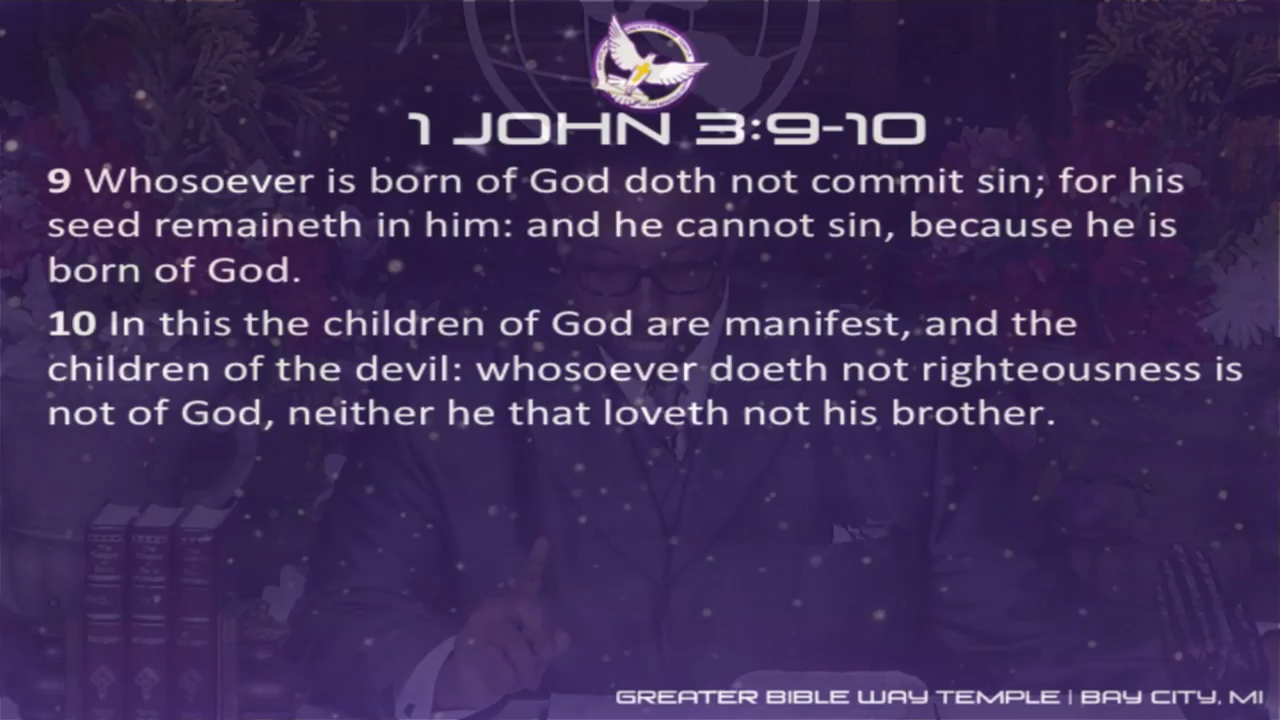 1 JOHN 3:9-10
9 Whosoever is born of God doth not commit sin; for his
seed remaineth in him: and he cannot sin, because he is
born of God.
10 In this the children of God are manifest, and the
children of the devil: whosoever doeth not righteousness is
not of God, neither he that loveth not his brother.
GREATER BIBLE WAY TEMPLE | BAY CITY, MI